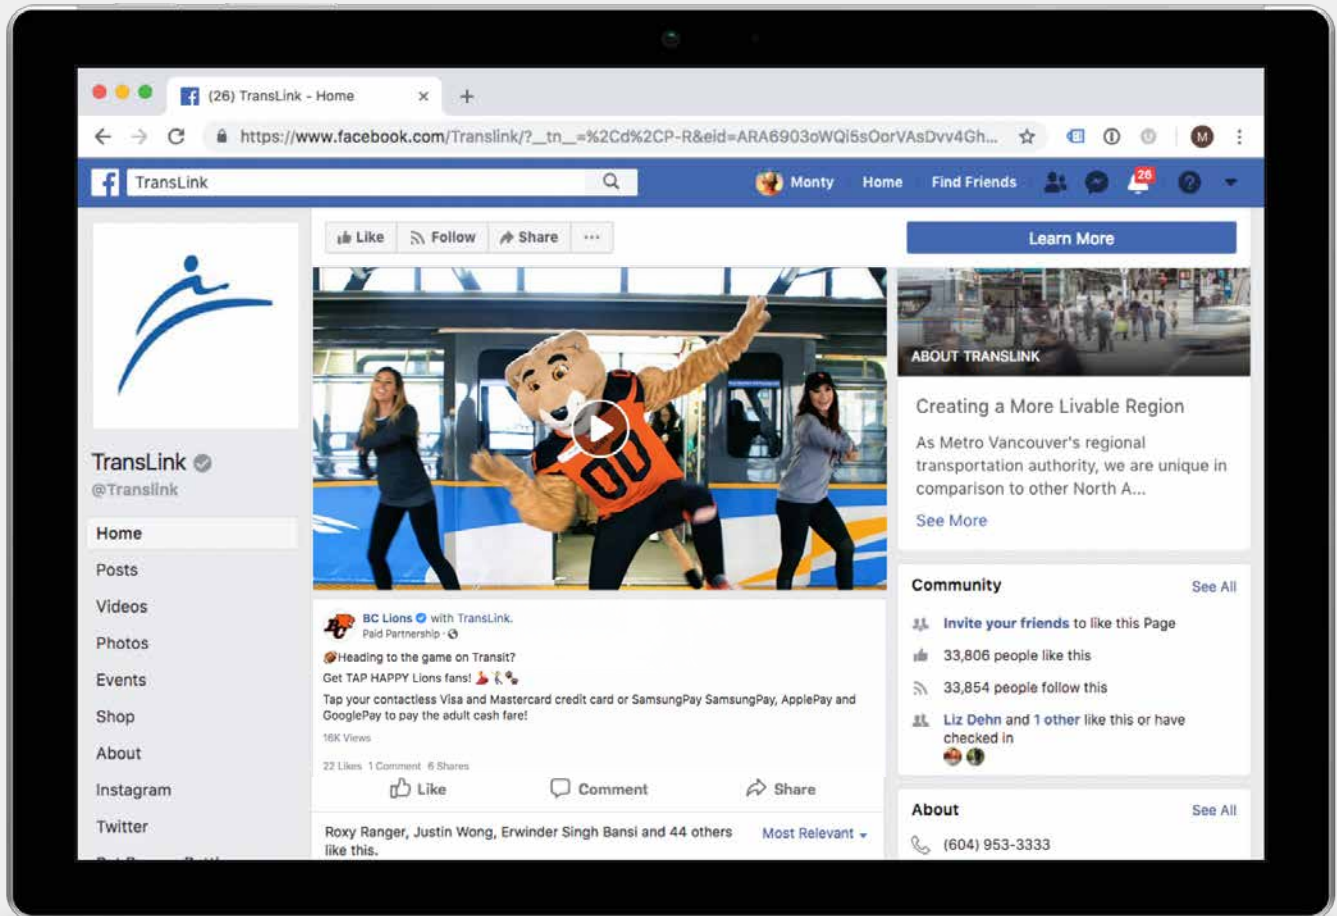 (26) TransLink - Home
https://www.facebook.com/Translink/?__tn__=%2Cd%2CP-R&eid=ARA6903oWQi5sOorVAsDvv4Gh...
M
TransLink
Monty Home Find Friends 26
Like Follow Share ...
Learn More
ABOUT TRANSLINK
Creating a More Livable Region
As Metro Vancouver's regional
transportation authority, we are unique in
comparison to other North A...
See More
TransLink
@Translink
Home
Posts
Videos
Photos
Events
Shop
About
Instagram
Twitter
00
BC Lions with TransLink.
Paid Partnership ·
Heading to the game on Transit?
Get TAP HAPPY Lions fans!
Tap your contactless Visa and Mastercard credit card or SamsungPay SamsungPay, ApplePay and
GooglePay to pay the adult cash fare!
16K Views
22 Likes 1 Comment 6 Shares
Like Comment Share
Roxy Ranger, Justin Wong, Erwinder Singh Bansi and 44 others
like this.
Most Relevant
Community See All
Invite your friends to like this Page
33,806 people like this
33,854 people follow this
Liz Dehn and 1 other like this or have
checked in
About See All
(604) 953-3333